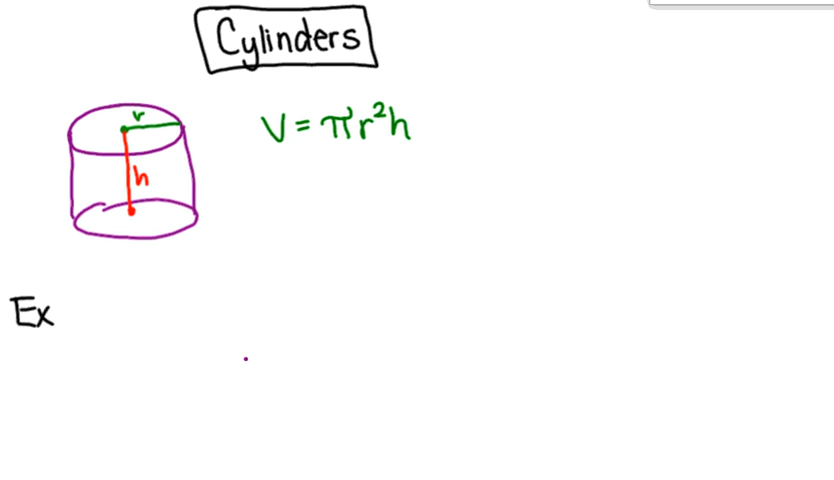 Cylinders
r
V = πr²h
h
Ex